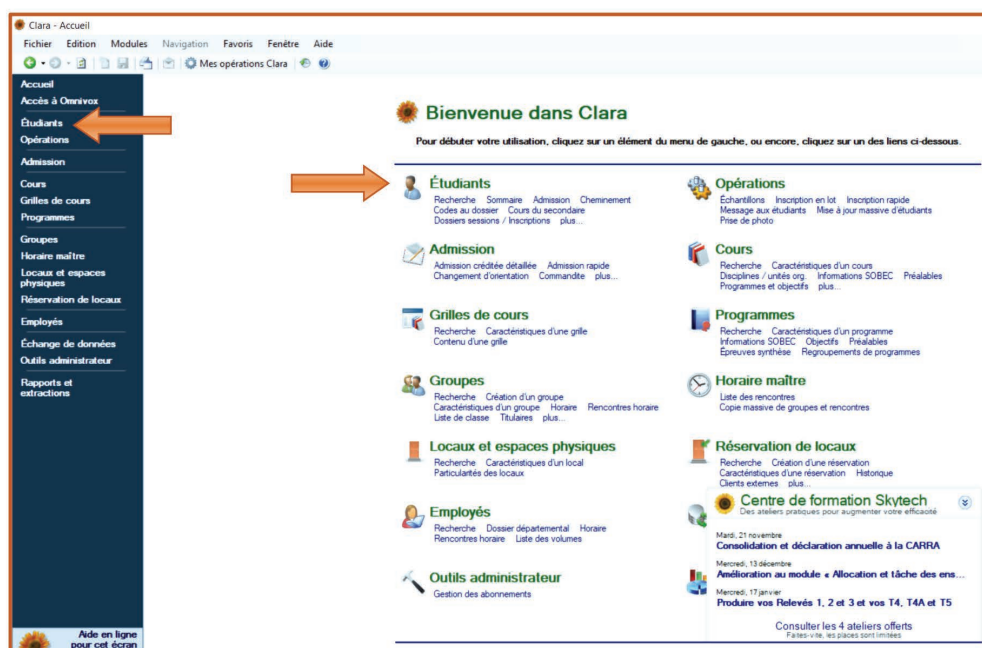 Clara - Accueil
Fichier Edition Modules Navigation Favoris Fenêtre Aide
Mes opérations Clara
Accueil
Accès à Omnivox
Étudiants
Opérations
Admission
Cours
Grilles de cours
Programmes
Groupes
Horaire maître
Locaux et espaces
physiques
Réservation de locaux
Employés
Échange de données
Outils administrateur
Rapports et
extractions
Aide en ligne
pour cet écran
Bienvenue dans Clara
Pour débuter votre utilisation, cliquez sur un élément du menu de gauche, ou encore, cliquez sur un des liens ci-dessous.
Étudiants
Recherche Sommaire Admission Cheminement
Codes au dossier Cours du secondaire
Dossiers sessions / Inscriptions plus...
Opérations
Échantillons Inscription en lot Inscription rapide
Message aux étudiants Mise à jour massive d'étudiants
Prise de photo
Admission
Admission créditée détaillée Admission rapide
Changement d'orientation Commandite plus...
Cours
Recherche Caractéristiques d'un cours
Disciplines / unités org. Informations SOBEC Préalables
Programmes et objectifs plus...
Grilles de cours
Recherche Caractéristiques d'une grille
Contenu d'une grille
Programmes
Recherche Caractéristiques d'un programme
Informations SOBEC Objectifs Préalables
Épreuves synthèse Regroupements de programmes
Groupes
Recherche Création d'un groupe
Caractéristiques d'un groupe Horaire Rencontres horaire
Liste de classe Titulaires plus...
Horaire maître
Liste des rencontres
Copie massive de groupes et rencontres
Locaux et espaces physiques
Recherche Caractéristiques d'un local
Particularités des locaux
Réservation de locaux
Recherche Création d'une réservation
Caractéristiques d'une réservation Historique
Clients externes plus...
Employés
Recherche Dossier départemental Horaire
Rencontres horaire Liste des volumes
Outils administrateur
Gestion des abonnements
Centre de formation Skytech
Des ateliers pratiques pour augmenter votre efficacité
Mardi, 21 novembre
Consolidation et déclaration annuelle à la CARRA
Mercredi, 13 décembre
Amélioration au module « Allocation et tâche des ens...
Mercredi, 17 janvier
Produire vos Relevés 1, 2 et 3 et vos T4, T4A et T5
Consulter les 4 ateliers offerts
Faites-vite, les places sont limitées